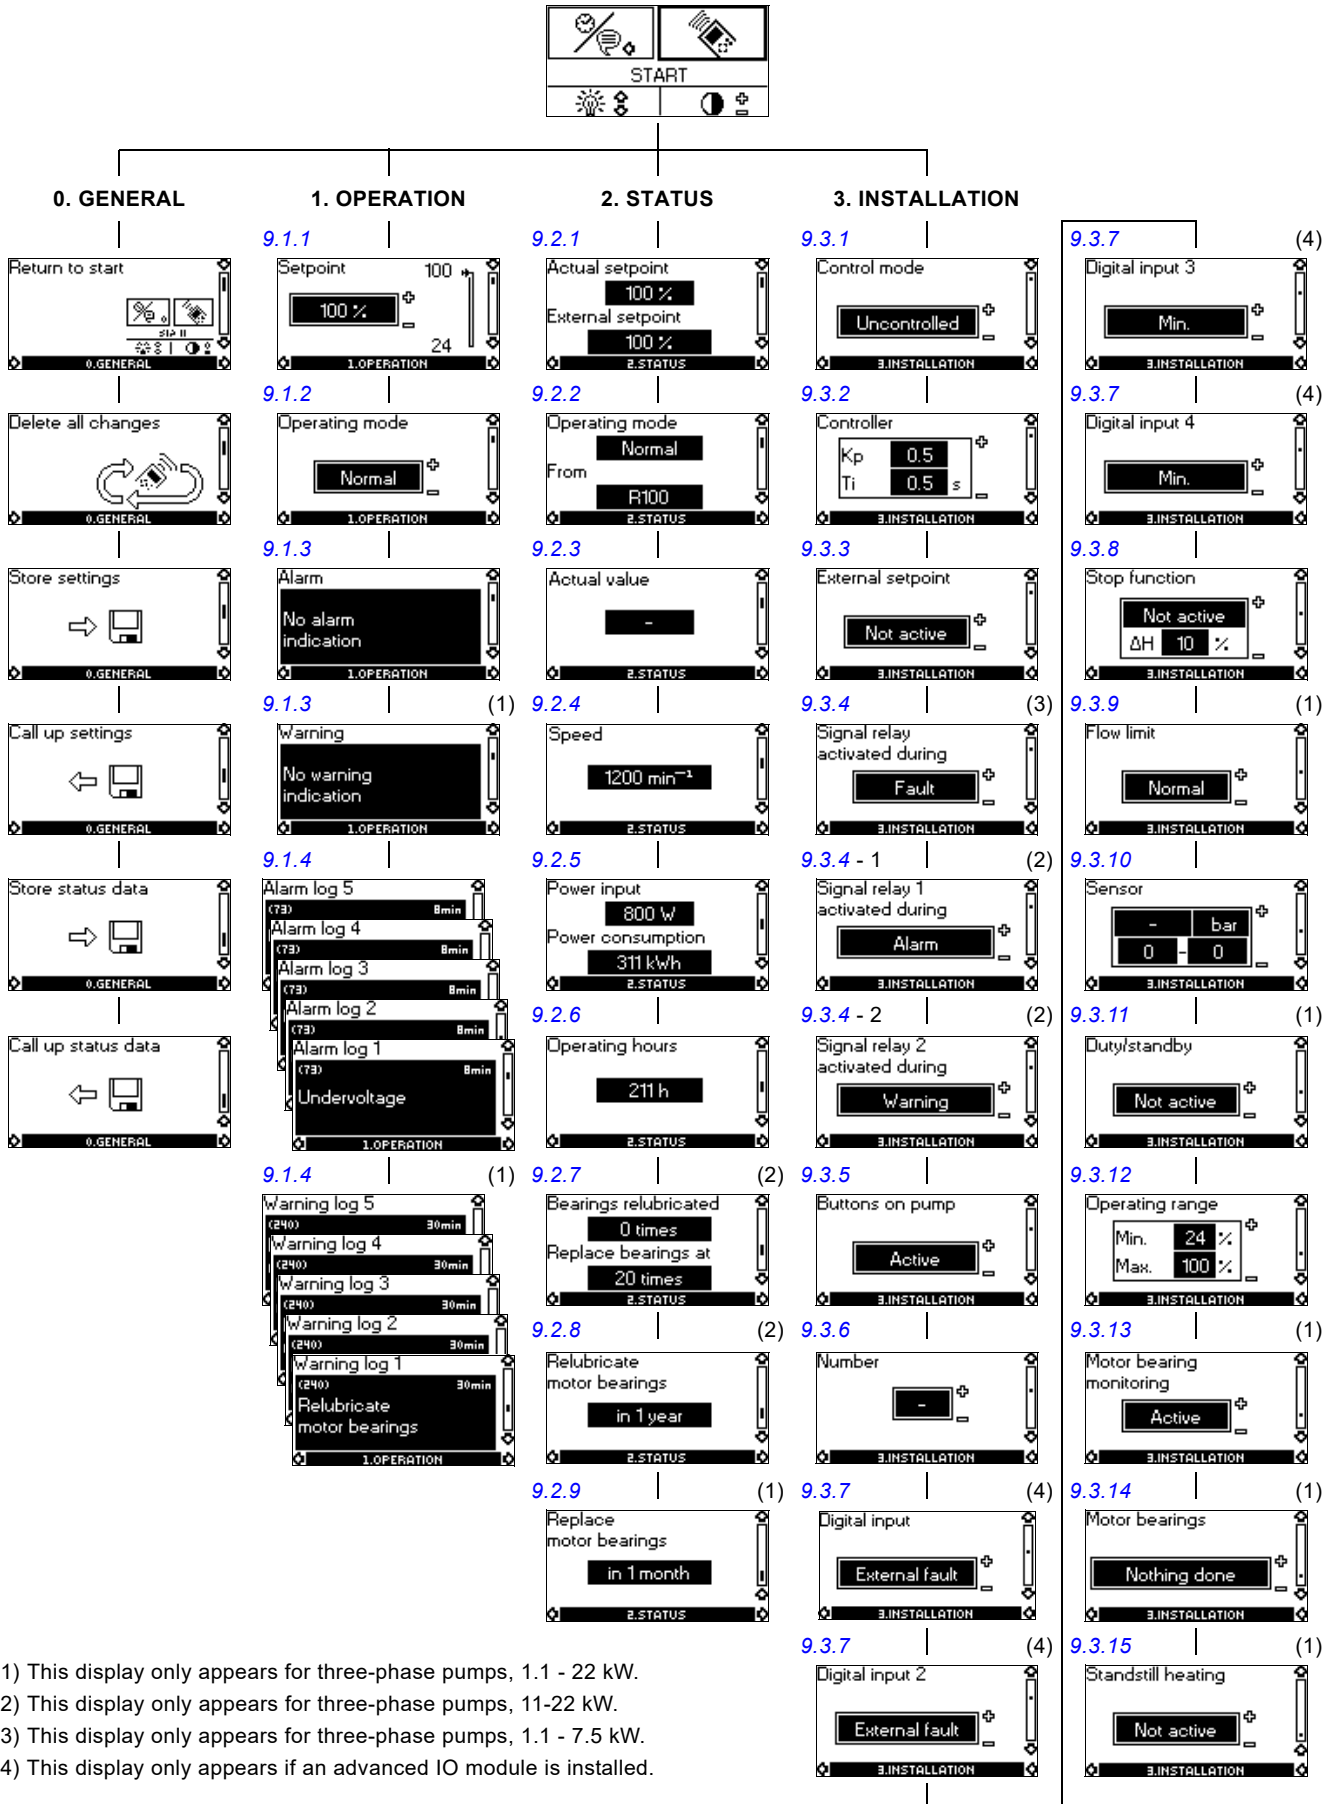 START
0. GENERAL
1. OPERATION
2. STATUS
3. INSTALLATION
Return to start
0.GENERAL
Delete all changes
0.GENERAL
Store settings
0.GENERAL
Call up settings
0.GENERAL
Store status data
0.GENERAL
Call up status data
0.GENERAL
9.1.1
Setpoint
100
100 %
24
1.OPERATION
9.1.2
Operating mode
Normal
1.OPERATION
9.1.3
Alarm
No alarm
indication
1.OPERATION
9.1.3 (1)
Warning
No warning
indication
1.OPERATION
9.1.4
Alarm log 5
(73) 8min
Alarm log 4
(73) 8min
Alarm log 3
(73) 8min
Alarm log 2
(73) 8min
Alarm log 1
(73) 8min
Undervoltage
1.OPERATION
9.1.4 (1)
Warning log 5
(240) 30min
Warning log 4
(240) 30min
Warning log 3
(240) 30min
Warning log 2
(240) 30min
Warning log 1
(240) 30min
Relubricate
motor bearings
1.OPERATION
9.2.1
Actual setpoint
100 %
External setpoint
100 %
2.STATUS
9.2.2
Operating mode
Normal
From
R100
2.STATUS
9.2.3
Actual value
-
2.STATUS
9.2.4
Speed
1200 min⁻¹
2.STATUS
9.2.5
Power input
800 W
Power consumption
311 kWh
2.STATUS
9.2.6
Operating hours
211 h
2.STATUS
9.2.7 (2)
Bearings relubricated
0 times
Replace bearings at
20 times
2.STATUS
9.2.8 (2)
Relubricate
motor bearings
in 1 year
2.STATUS
9.2.9 (1)
Replace
motor bearings
in 1 month
2.STATUS
9.3.1
Control mode
Uncontrolled
3.INSTALLATION
9.3.2
Controller
Kp 0.5
Ti 0.5 s
3.INSTALLATION
9.3.3
External setpoint
Not active
3.INSTALLATION
9.3.4 (3)
Signal relay
activated during
Fault
3.INSTALLATION
9.3.4 - 1 (2)
Signal relay 1
activated during
Alarm
3.INSTALLATION
9.3.4 - 2 (2)
Signal relay 2
activated during
Warning
3.INSTALLATION
9.3.5
Buttons on pump
Active
3.INSTALLATION
9.3.6
Number
-
3.INSTALLATION
9.3.7 (4)
Digital input
External fault
3.INSTALLATION
9.3.7 (4)
Digital input 2
External fault
3.INSTALLATION
9.3.7 (4)
Digital input 3
Min.
3.INSTALLATION
9.3.7 (4)
Digital input 4
Min.
3.INSTALLATION
9.3.8
Stop function
Not active
ΔH 10 %
3.INSTALLATION
9.3.9 (1)
Flow limit
Normal
3.INSTALLATION
9.3.10
Sensor
- bar
0 - 0
3.INSTALLATION
9.3.11 (1)
Duty/standby
Not active
3.INSTALLATION
9.3.12
Operating range
Min. 24 %
Max. 100 %
3.INSTALLATION
9.3.13 (1)
Motor bearing
monitoring
Active
3.INSTALLATION
9.3.14 (1)
Motor bearings
Nothing done
3.INSTALLATION
9.3.15 (1)
Standstill heating
Not active
3.INSTALLATION
1) This display only appears for three-phase pumps, 1.1 - 22 kW.
2) This display only appears for three-phase pumps, 11-22 kW.
3) This display only appears for three-phase pumps, 1.1 - 7.5 kW.
4) This display only appears if an advanced IO module is installed.